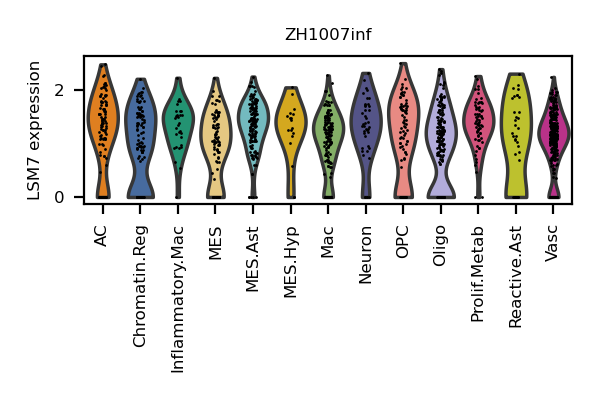 ZH1007inf
LSM7 expression
2
0
AC
Chromatin.Reg
Inflammatory.Mac
MES
MES.Ast
MES.Hyp
Mac
Neuron
OPC
Oligo
Prolif.Metab
Reactive.Ast
Vasc